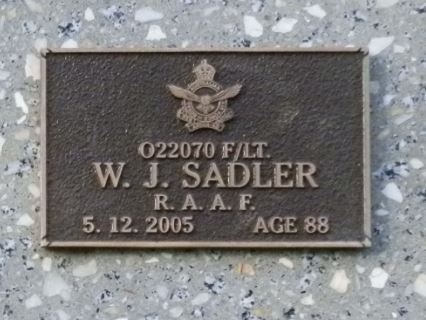 O22070 F/LT.
W. J. SADLER
R. A. A. F.
5. 12. 2005 AGE 88